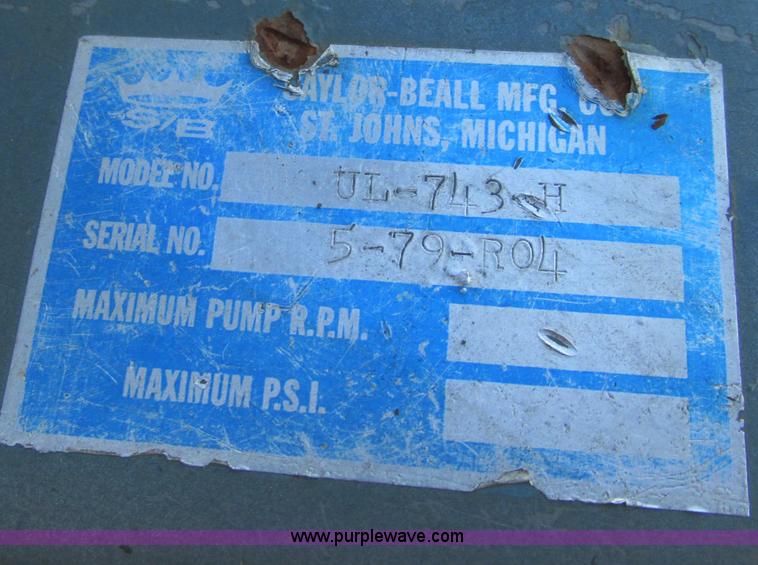 S/B
SAYLOR-BEALL MFG. CO.
ST. JOHNS, MICHIGAN
MODEL NO. UL-743-H
SERIAL NO. 5-79-R04
MAXIMUM PUMP R.P.M.
MAXIMUM P.S.I.
www.purplewave.com